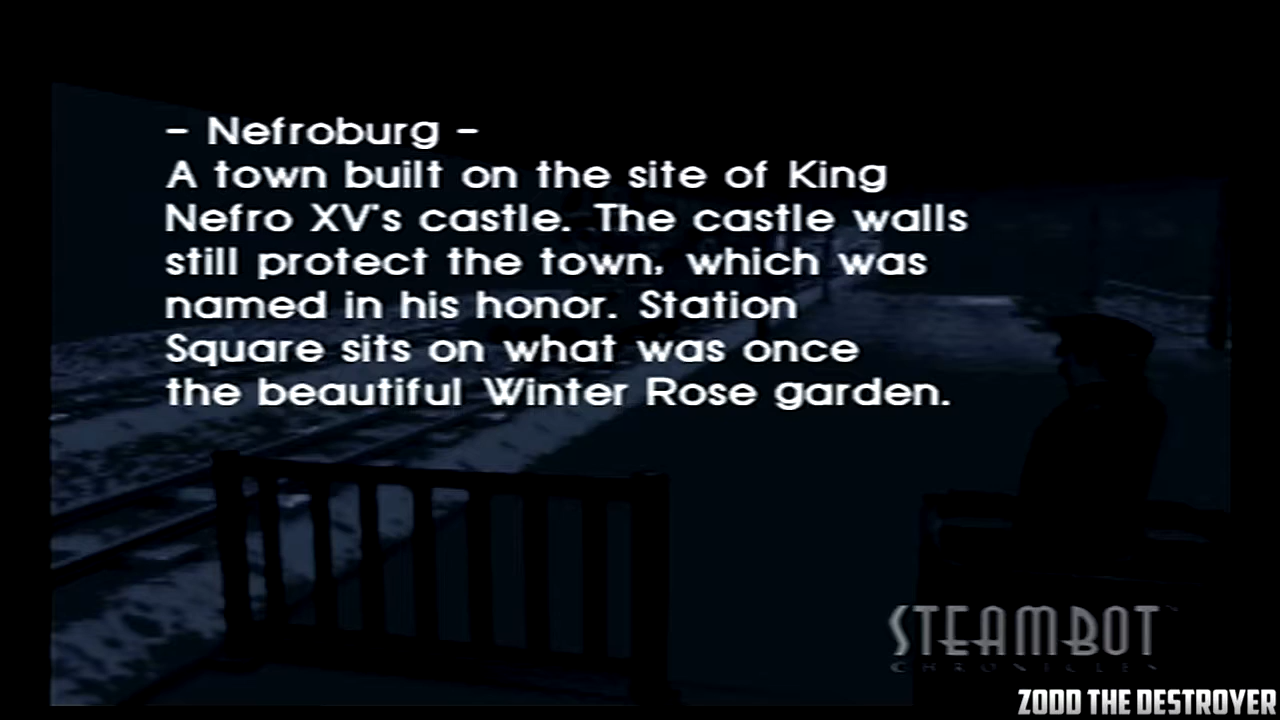 - Nefroburg -
A town built on the site of King
Nefro XV's castle. The castle walls
still protect the town, which was
named in his honor. Station
Square sits on what was once
the beautiful Winter Rose garden.
STEAMBOT
CHRONICLES
ZODD THE DESTROYER